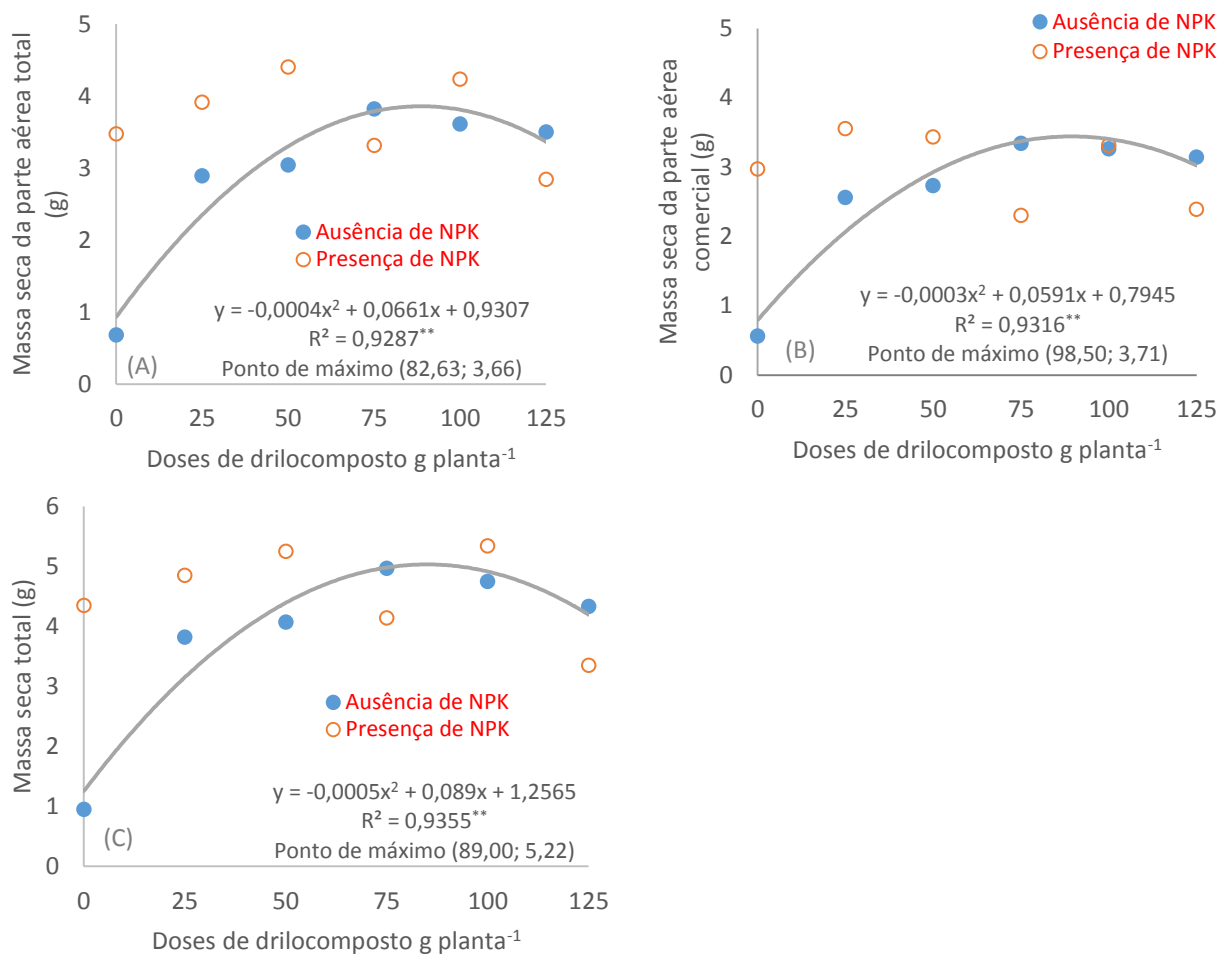 Massa seca da parte aérea total
(g)
5
4
3
2
1
0
Ausência de NPK
Presença de NPK
y = -0,0004x² + 0,0661x + 0,9307
R² = 0,9287**
Ponto de máximo (82,63; 3,66)
(A)
0 25 50 75 100 125
Doses de drilocomposto g planta⁻¹
Massa seca da parte aérea
comercial (g)
5
4
3
2
1
0
Ausência de NPK
Presença de NPK
y = -0,0003x² + 0,0591x + 0,7945
R² = 0,9316**
Ponto de máximo (98,50; 3,71)
(B)
0 25 50 75 100 125
Doses de drilocomposto g planta⁻¹
Massa seca total (g)
6
5
4
3
2
1
0
Ausência de NPK
Presença de NPK
y = -0,0005x² + 0,089x + 1,2565
R² = 0,9355**
Ponto de máximo (89,00; 5,22)
(C)
0 25 50 75 100 125
Doses de drilocomposto g planta⁻¹